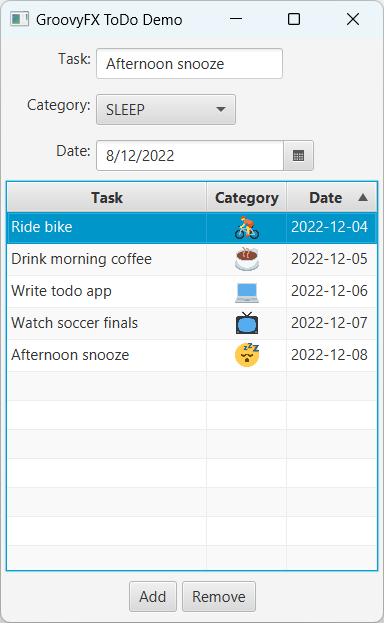 GroovyFX ToDo Demo
Task: Afternoon snooze
Category: SLEEP
Date: 8/12/2022
Task Category Date
Ride bike 2022-12-04
Drink morning coffee 2022-12-05
Write todo app 2022-12-06
Watch soccer finals 2022-12-07
Afternoon snooze 2022-12-08
Add Remove